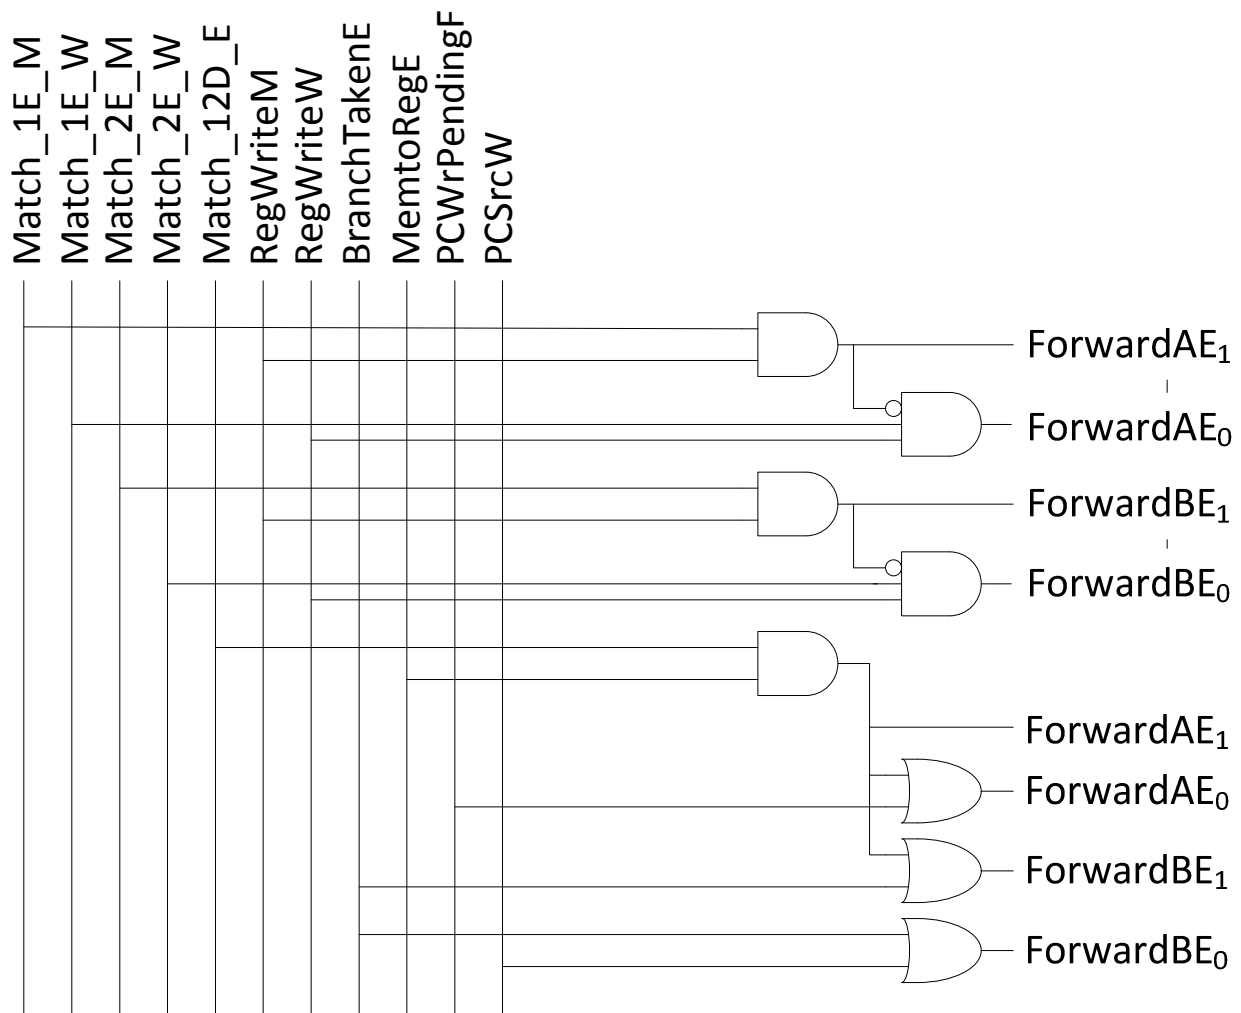 Match_1E_M
Match_1E_W
Match_2E_M
Match_2E_W
Match_12D_E
RegWriteM
RegWriteW
BranchTakenE
MemtoRegE
PCWrPendingF
PCSrcW
ForwardAE₁
ForwardAE₀
ForwardBE₁
ForwardBE₀
ForwardAE₁
ForwardAE₀
ForwardBE₁
ForwardBE₀